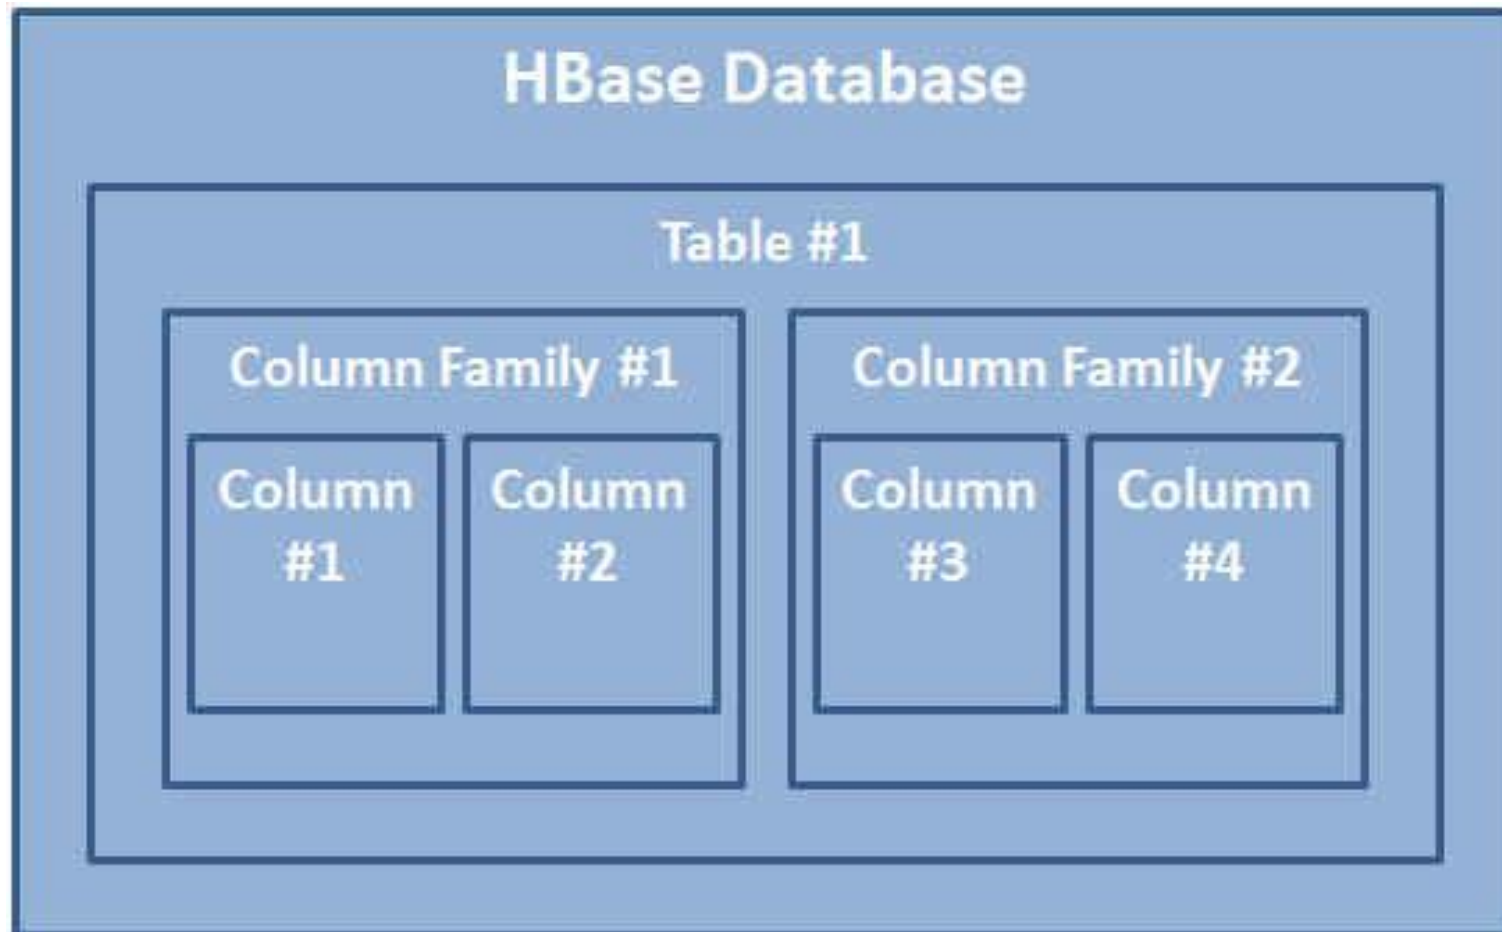 HBase Database
Table #1
Column Family #1
Column
#1
Column
#2
Column Family #2
Column
#3
Column
#4